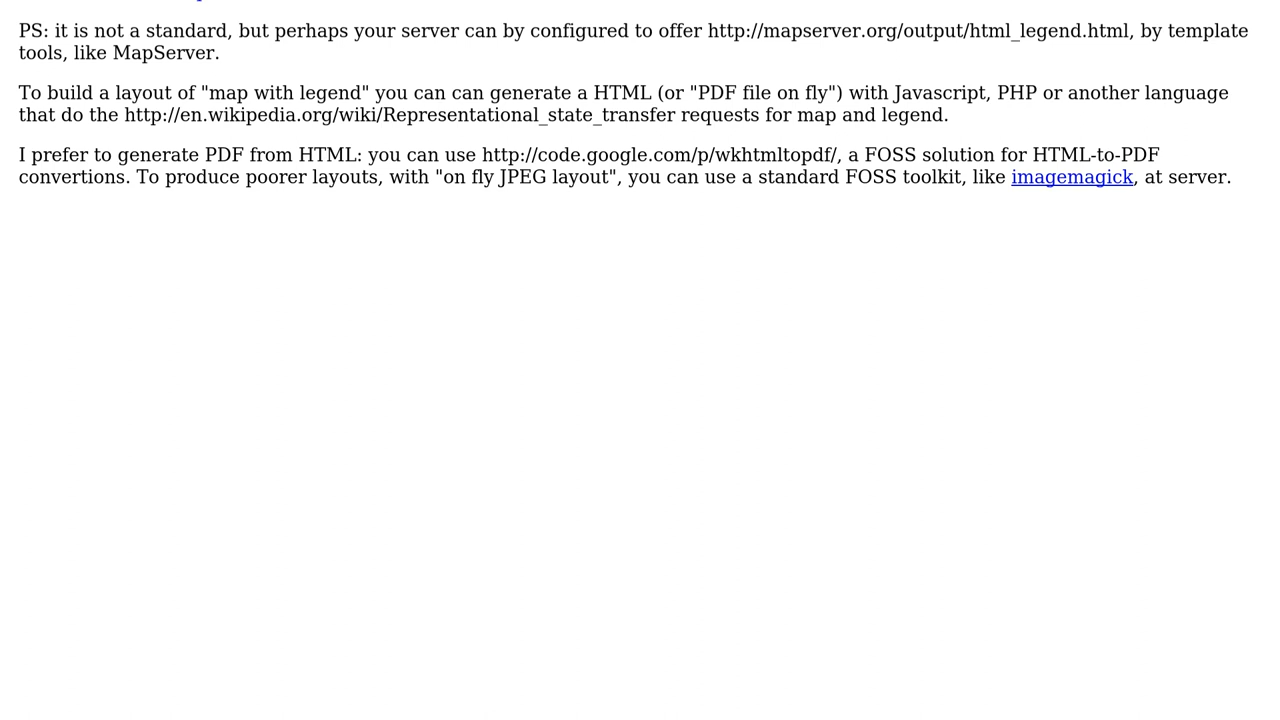 PS: it is not a standard, but perhaps your server can by configured to offer http://mapserver.org/output/html_legend.html, by template
tools, like MapServer.
To build a layout of "map with legend" you can can generate a HTML (or "PDF file on fly") with Javascript, PHP or another language
that do the http://en.wikipedia.org/wiki/Representational_state_transfer requests for map and legend.
I prefer to generate PDF from HTML: you can use http://code.google.com/p/wkhtmltopdf/, a FOSS solution for HTML-to-PDF
convertions. To produce poorer layouts, with "on fly JPEG layout", you can use a standard FOSS toolkit, like imagemagick, at server.